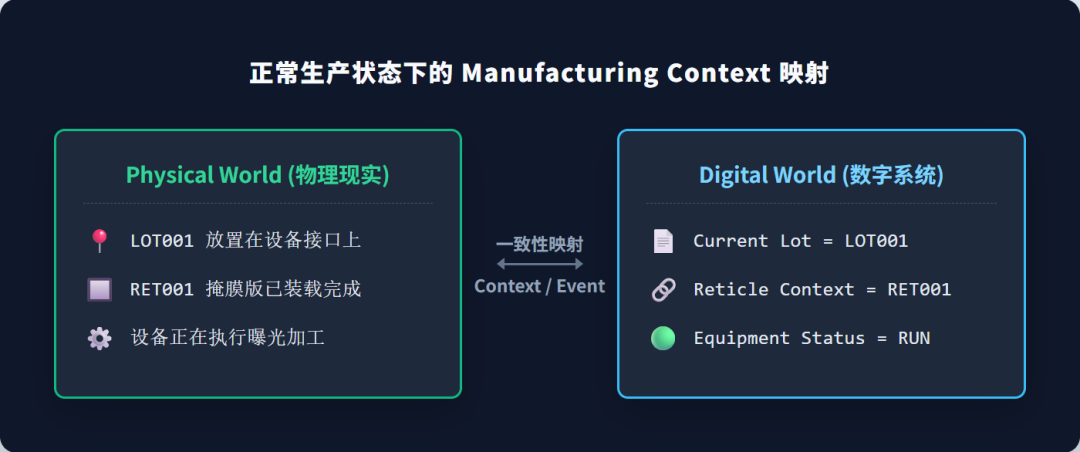 正常生产状态下的 Manufacturing Context 映射
Physical World (物理现实)
LOT001 放置在设备接口上
RET001 掩膜版已装载完成
设备正在执行曝光加工
一致性映射
Context / Event
Digital World (数字系统)
Current Lot = LOT001
Reticle Context = RET001
Equipment Status = RUN